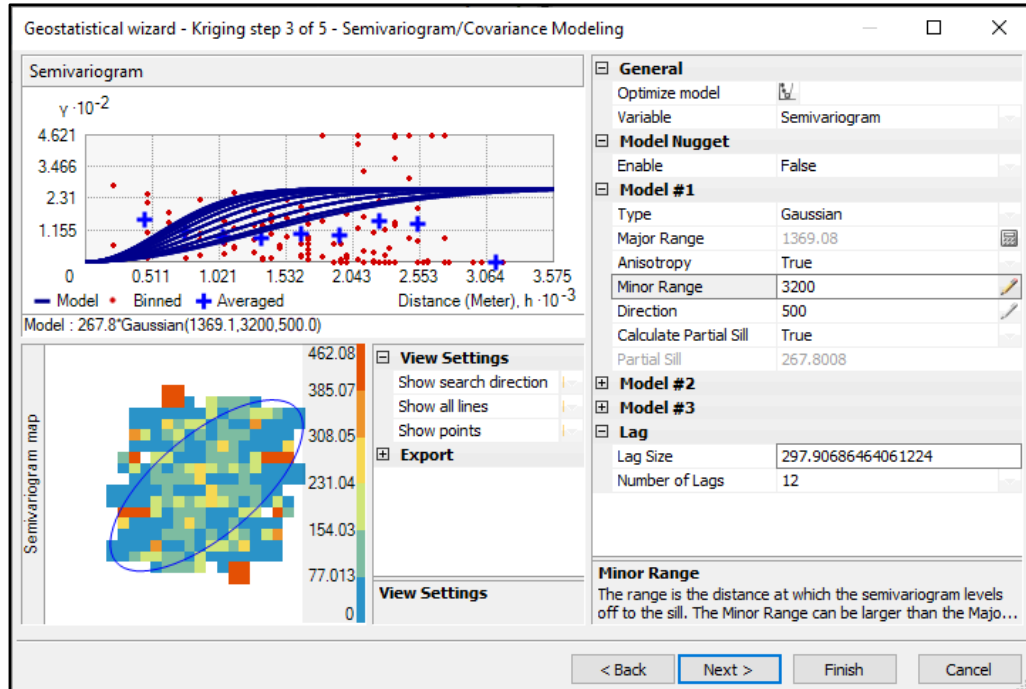 Geostatistical wizard - Kriging step 3 of 5 - Semivariogram/Covariance Modeling
Semivariogram
γ ·10⁻²
4.621
3.466
2.31
1.155
0 0.511 1.021 1.532 2.043 2.553 3.064 3.575
Model Binned Averaged Distance (Meter), h ·10⁻³
Model : 267.8*Gaussian(1369.1,3200,500.0)
Semivariogram map
462.08
385.07
308.05
231.04
154.03
77.013
0
View Settings
Show search direction
Show all lines
Show points
Export
View Settings
General
Optimize model
Variable Semivariogram
Model Nugget
Enable False
Model #1
Type Gaussian
Major Range 1369.08
Anisotropy True
Minor Range 3200
Direction 500
Calculate Partial Sill True
Partial Sill 267.8008
Model #2
Model #3
Lag
Lag Size 297.90686464061224
Number of Lags 12
Minor Range
The range is the distance at which the semivariogram levels
off to the sill. The Minor Range can be larger than the Majo...
< Back Next > Finish Cancel